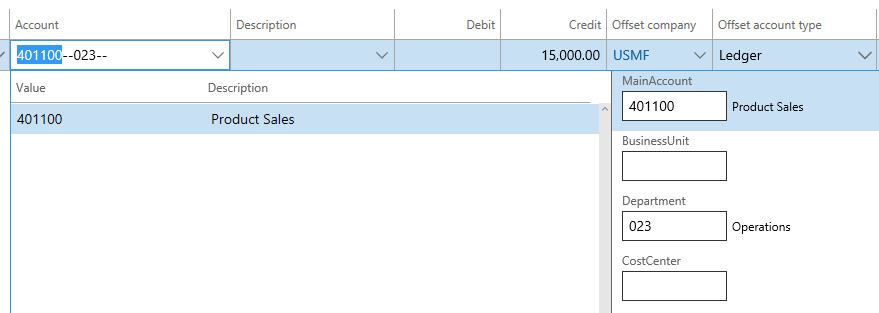 Account Description Debit Credit Offset company Offset account type
401100--023-- 15,000.00 USMF Ledger
Value Description
401100 Product Sales
MainAccount
401100 Product Sales
BusinessUnit
Department
023 Operations
CostCenter